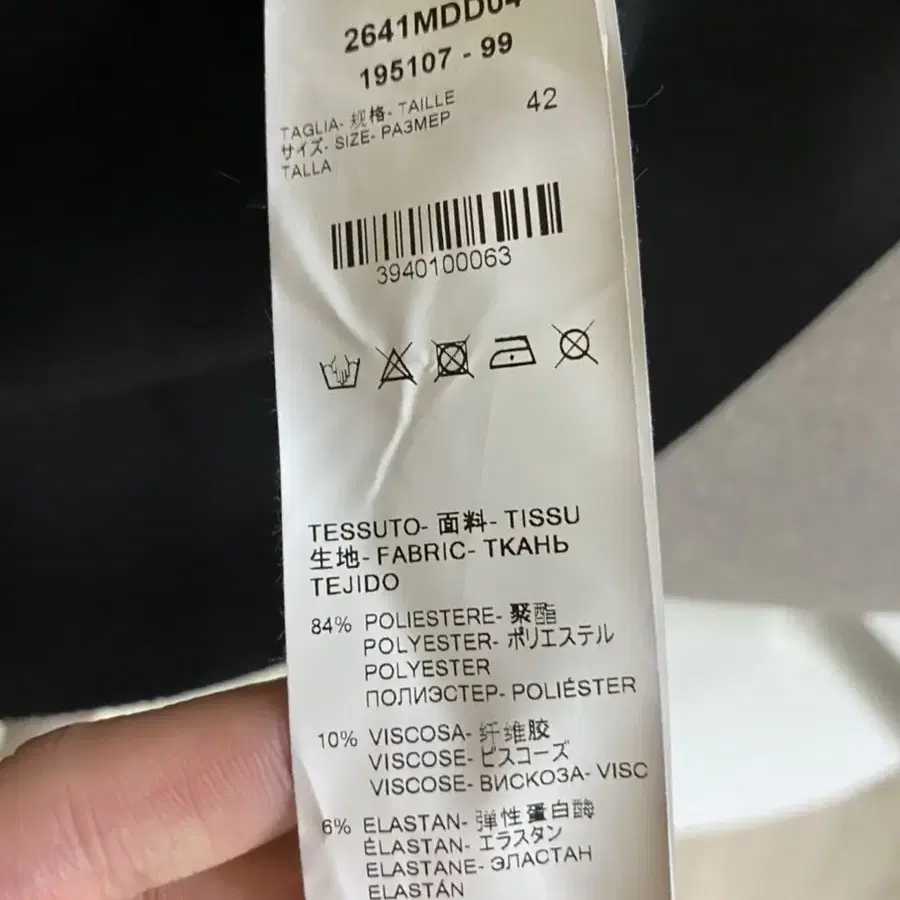 2641MDD04
195107 - 99
TAGLIA- 规格- TAILLE
サイズ- SIZE- РАЗМЕР
TALLA
42
3940100063
TESSUTO- 面料- TISSU
生地- FABRIC- ТКАНЬ
TEJIDO
84% POLIESTERE- 聚酯
POLYESTER- ポリエステル
POLYESTER
ПОЛИЭСТЕР- POLIÉSTER
10% VISCOSA- 纤维胶
VISCOSE- ビスコーズ
VISCOSE- ВИСКОЗА- VISC
6% ELASTAN- 弹性蛋白酶
ÉLASTAN- エラスタン
ELASTANE- ЭЛАСТАН
ELASTÁN